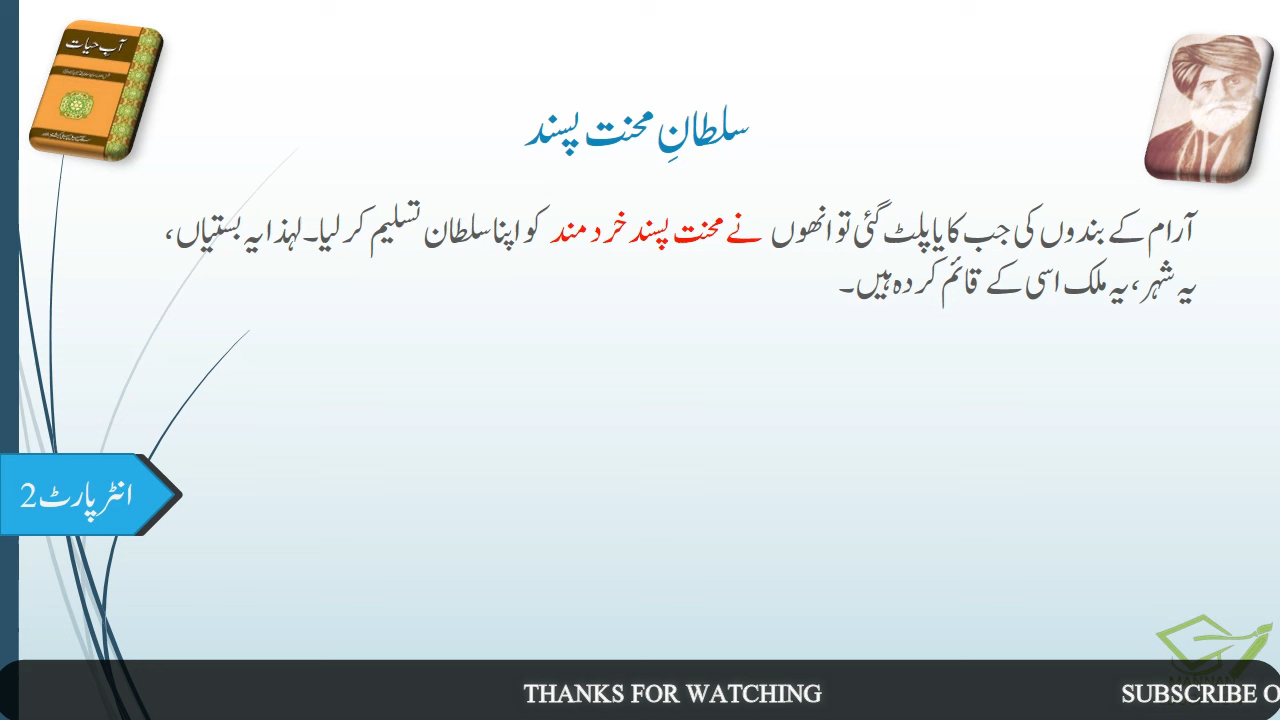 آبِ حیات
سلطانِ محنت پسند
آرام کے بندوں کی جب کایا پلٹ گئی تو انھوں نے محنت پسند خرد مند کو اپنا سلطان تسلیم کر لیا۔ لہذا یہ بستیاں،
یہ شہر، یہ ملک اسی کے قائم کردہ ہیں۔
انٹر پارٹ 2
THANKS FOR WATCHING
SUBSCRIBE O